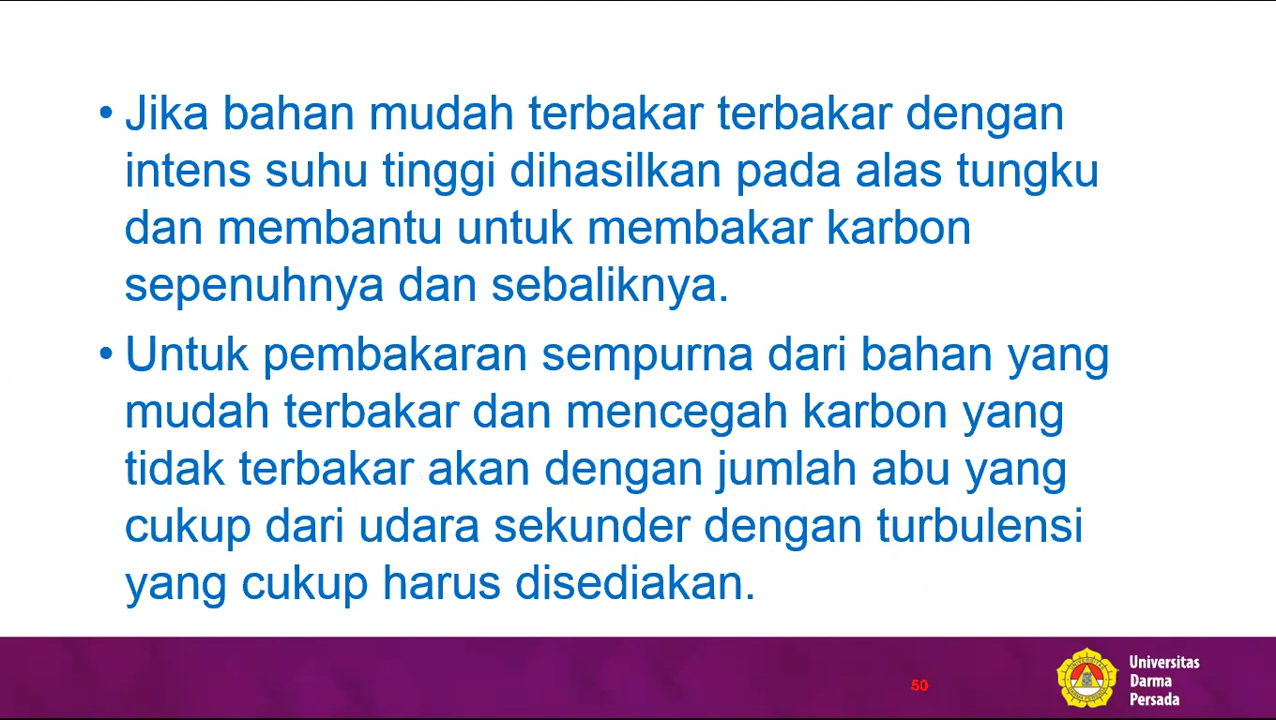 • Jika bahan mudah terbakar terbakar dengan
intens suhu tinggi dihasilkan pada alas tungku
dan membantu untuk membakar karbon
sepenuhnya dan sebaliknya.
• Untuk pembakaran sempurna dari bahan yang
mudah terbakar dan mencegah karbon yang
tidak terbakar akan dengan jumlah abu yang
cukup dari udara sekunder dengan turbulensi
yang cukup harus disediakan.
50
Universitas
Darma
Persada